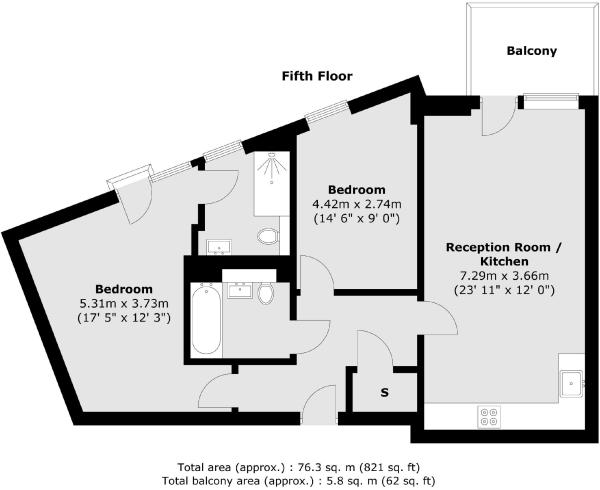 Balcony
Fifth Floor
Bedroom
4.42m x 2.74m
(14' 6" x 9' 0")
Reception Room /
Kitchen
7.29m x 3.66m
(23' 11" x 12' 0")
Bedroom
5.31m x 3.73m
(17' 5" x 12' 3")
S
Total area (approx.) : 76.3 sq. m (821 sq. ft)
Total balcony area (approx.) : 5.8 sq. m (62 sq. ft)